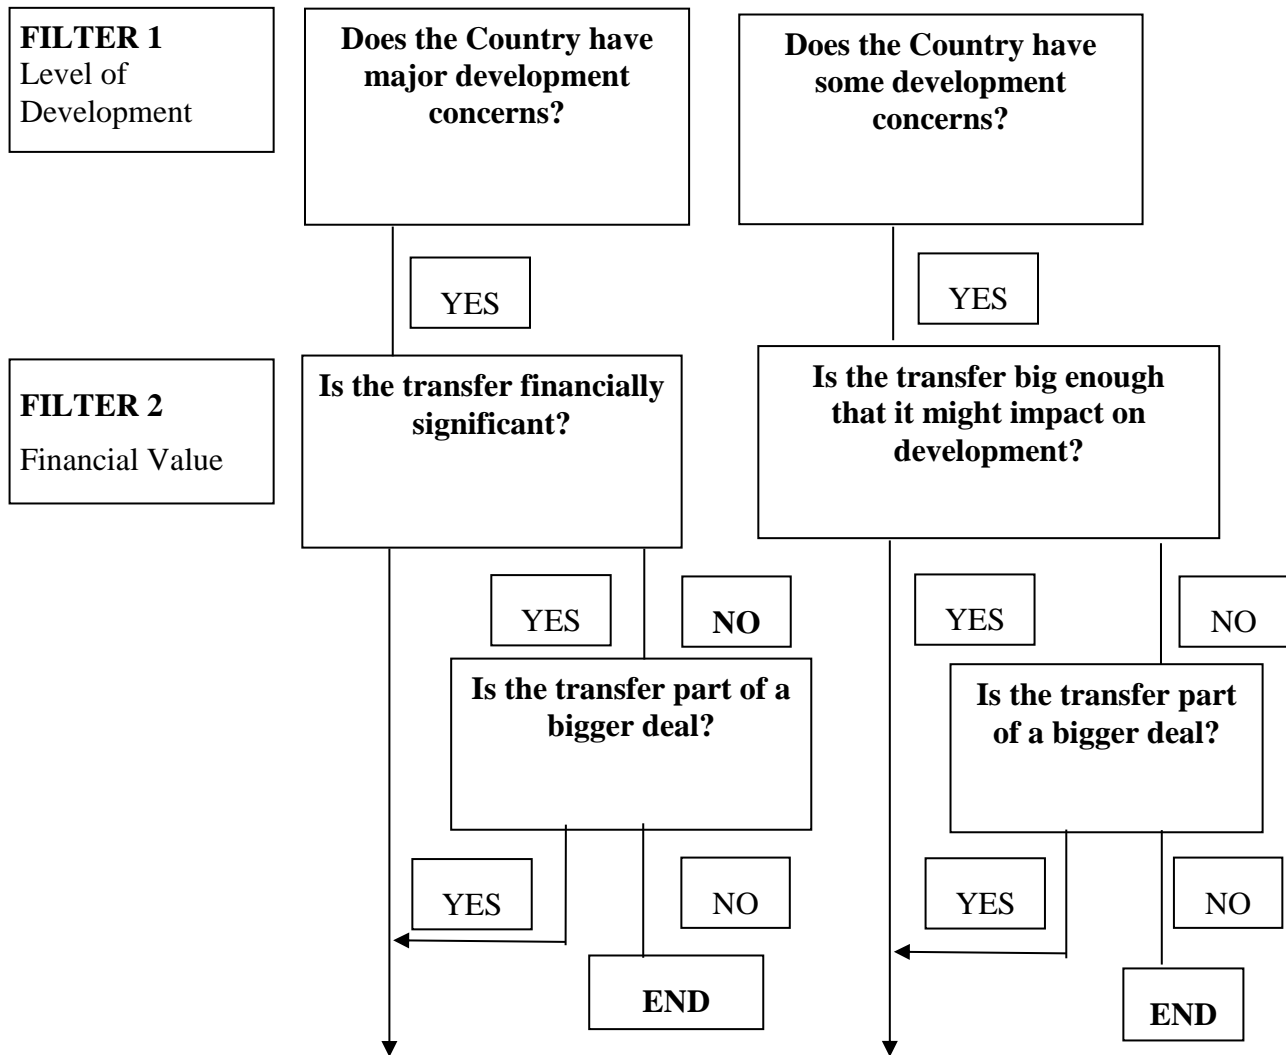 FILTER 1
Level of
Development
Does the Country have
major development
concerns?
Does the Country have
some development
concerns?
YES
YES
FILTER 2
Financial Value
Is the transfer financially
significant?
Is the transfer big enough
that it might impact on
development?
YES
NO
YES
NO
Is the transfer part of a
bigger deal?
Is the transfer part
of a bigger deal?
YES
NO
YES
NO
END
END